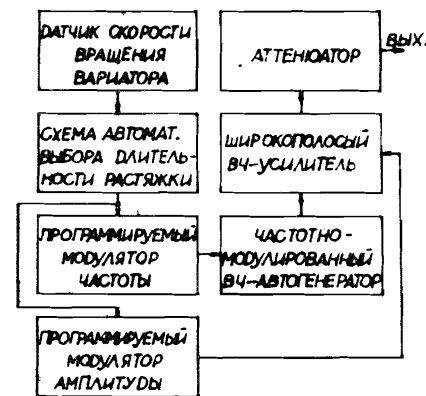 ДАТЧИК СКОРОСТИ
ВРАЩЕНИЯ
ВАРИАТОРА
АТТЕНЮАТОР
ВЫХ.
СХЕМА АВТОМАТ.
ВЫБОРА ДЛИТЕЛЬ-
НОСТИ РАСТЯЖКИ
ШИРОКОПОЛОСЫЙ
ВЧ-УСИЛИТЕЛЬ
ПРОГРАММИРУЕМЫЙ
МОДУЛЯТОР
ЧАСТОТЫ
ЧАСТОТНО-
МОДУЛИРОВАННЫЙ
ВЧ-АВТОГЕНЕРАТОР
ПРОГРАММИРУЕМЫЙ
МОДУЛЯТОР
АМПЛИТУДЫ